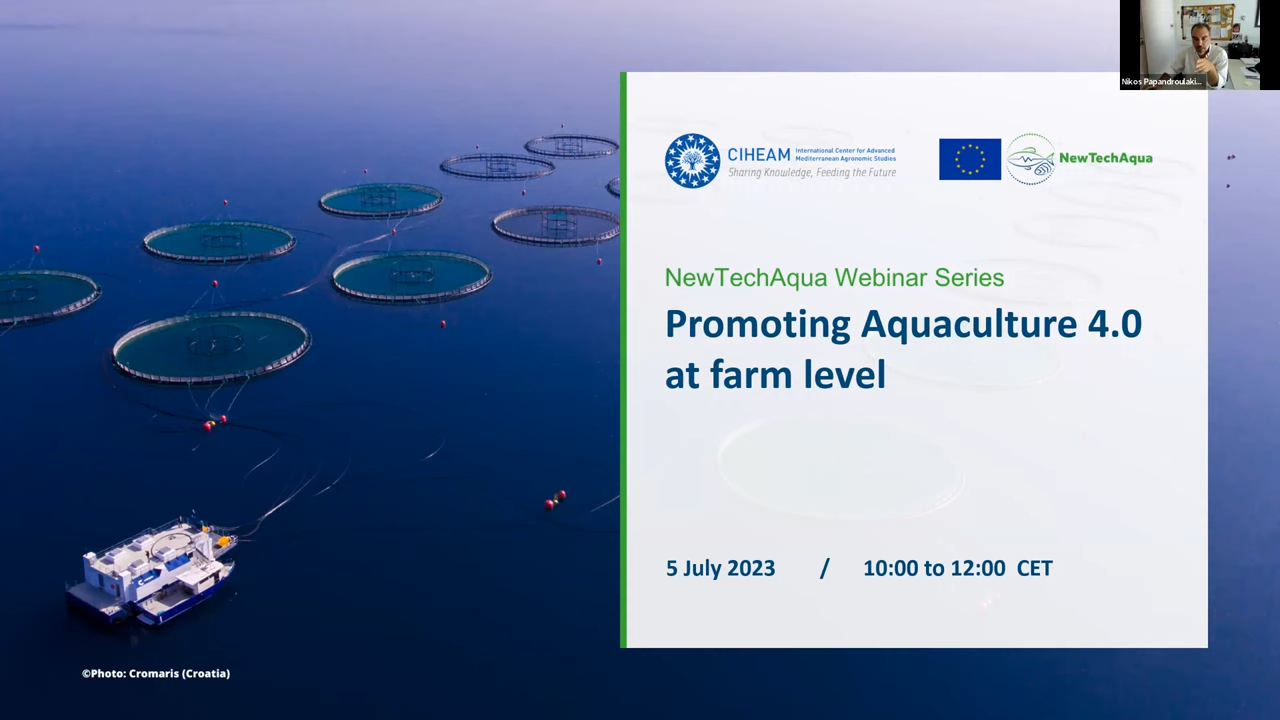 Nikos Papandroulaki...
CIHEAM
International Center for Advanced
Mediterranean Agronomic Studies
Sharing Knowledge, Feeding the Future
NewTechAqua
NewTechAqua Webinar Series
Promoting Aquaculture 4.0
at farm level
5 July 2023 / 10:00 to 12:00 CET
©Photo: Cromaris (Croatia)